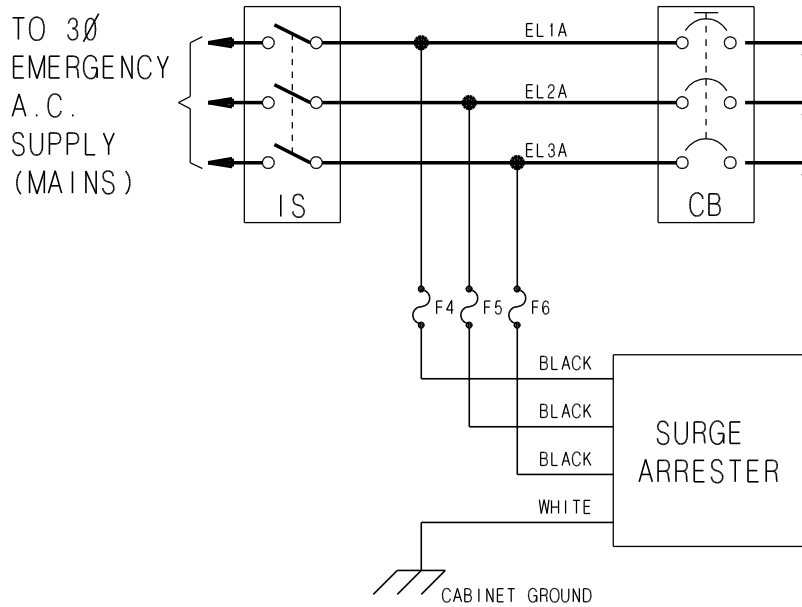 TO 3Ø
EMERGENCY
A.C.
SUPPLY
(MAINS)
IS
EL1A
EL2A
EL3A
CB
F4
F5
F6
BLACK
BLACK
BLACK
WHITE
SURGE
ARRESTER
CABINET GROUND